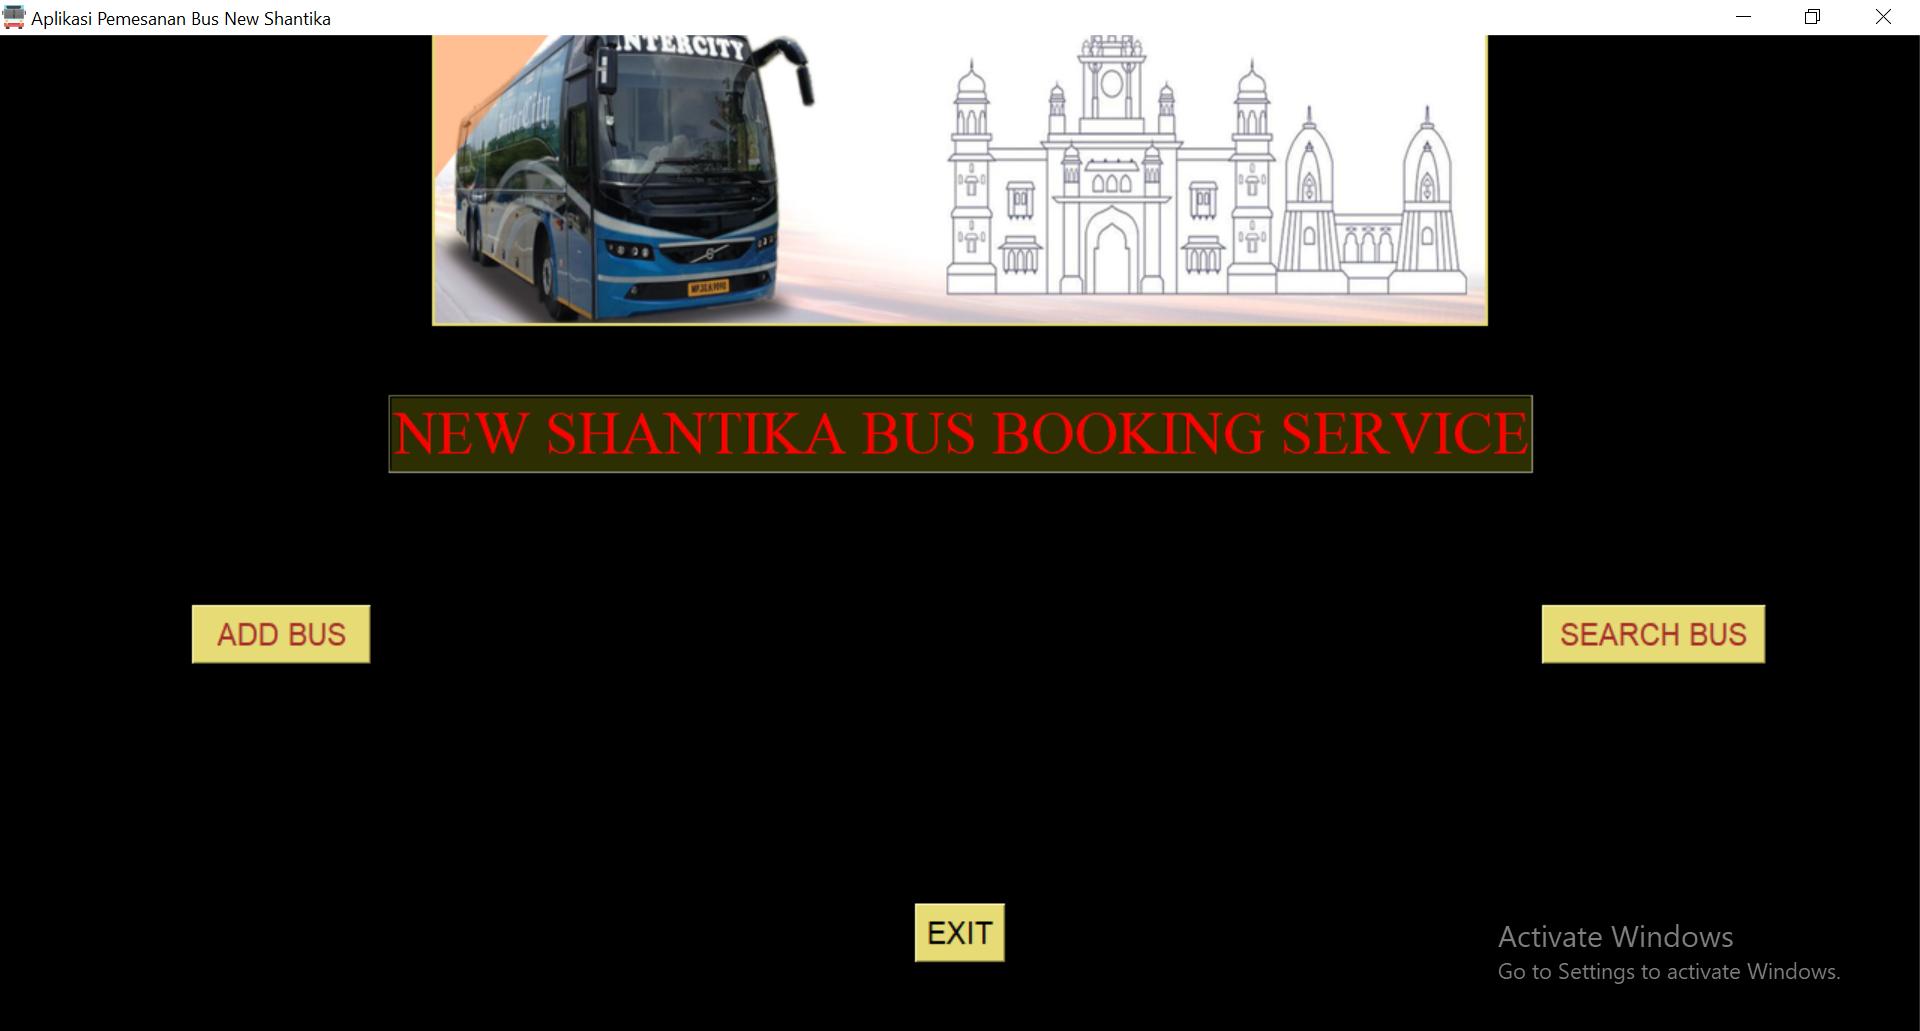 Aplikasi Pemesanan Bus New Shantika
INTERCITY
InterCity
NEW SHANTIKA BUS BOOKING SERVICE
ADD BUS
SEARCH BUS
EXIT
Activate Windows
Go to Settings to activate Windows.